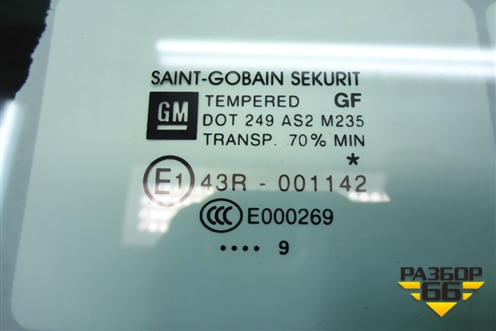 SAINT-GOBAIN SEKURIT
GM TEMPERED GF
DOT 249 AS2 M235
TRANSP. 70% MIN
*
E1 43R - 001142
CCC E000269
•••• 9
РАЗБОР
66